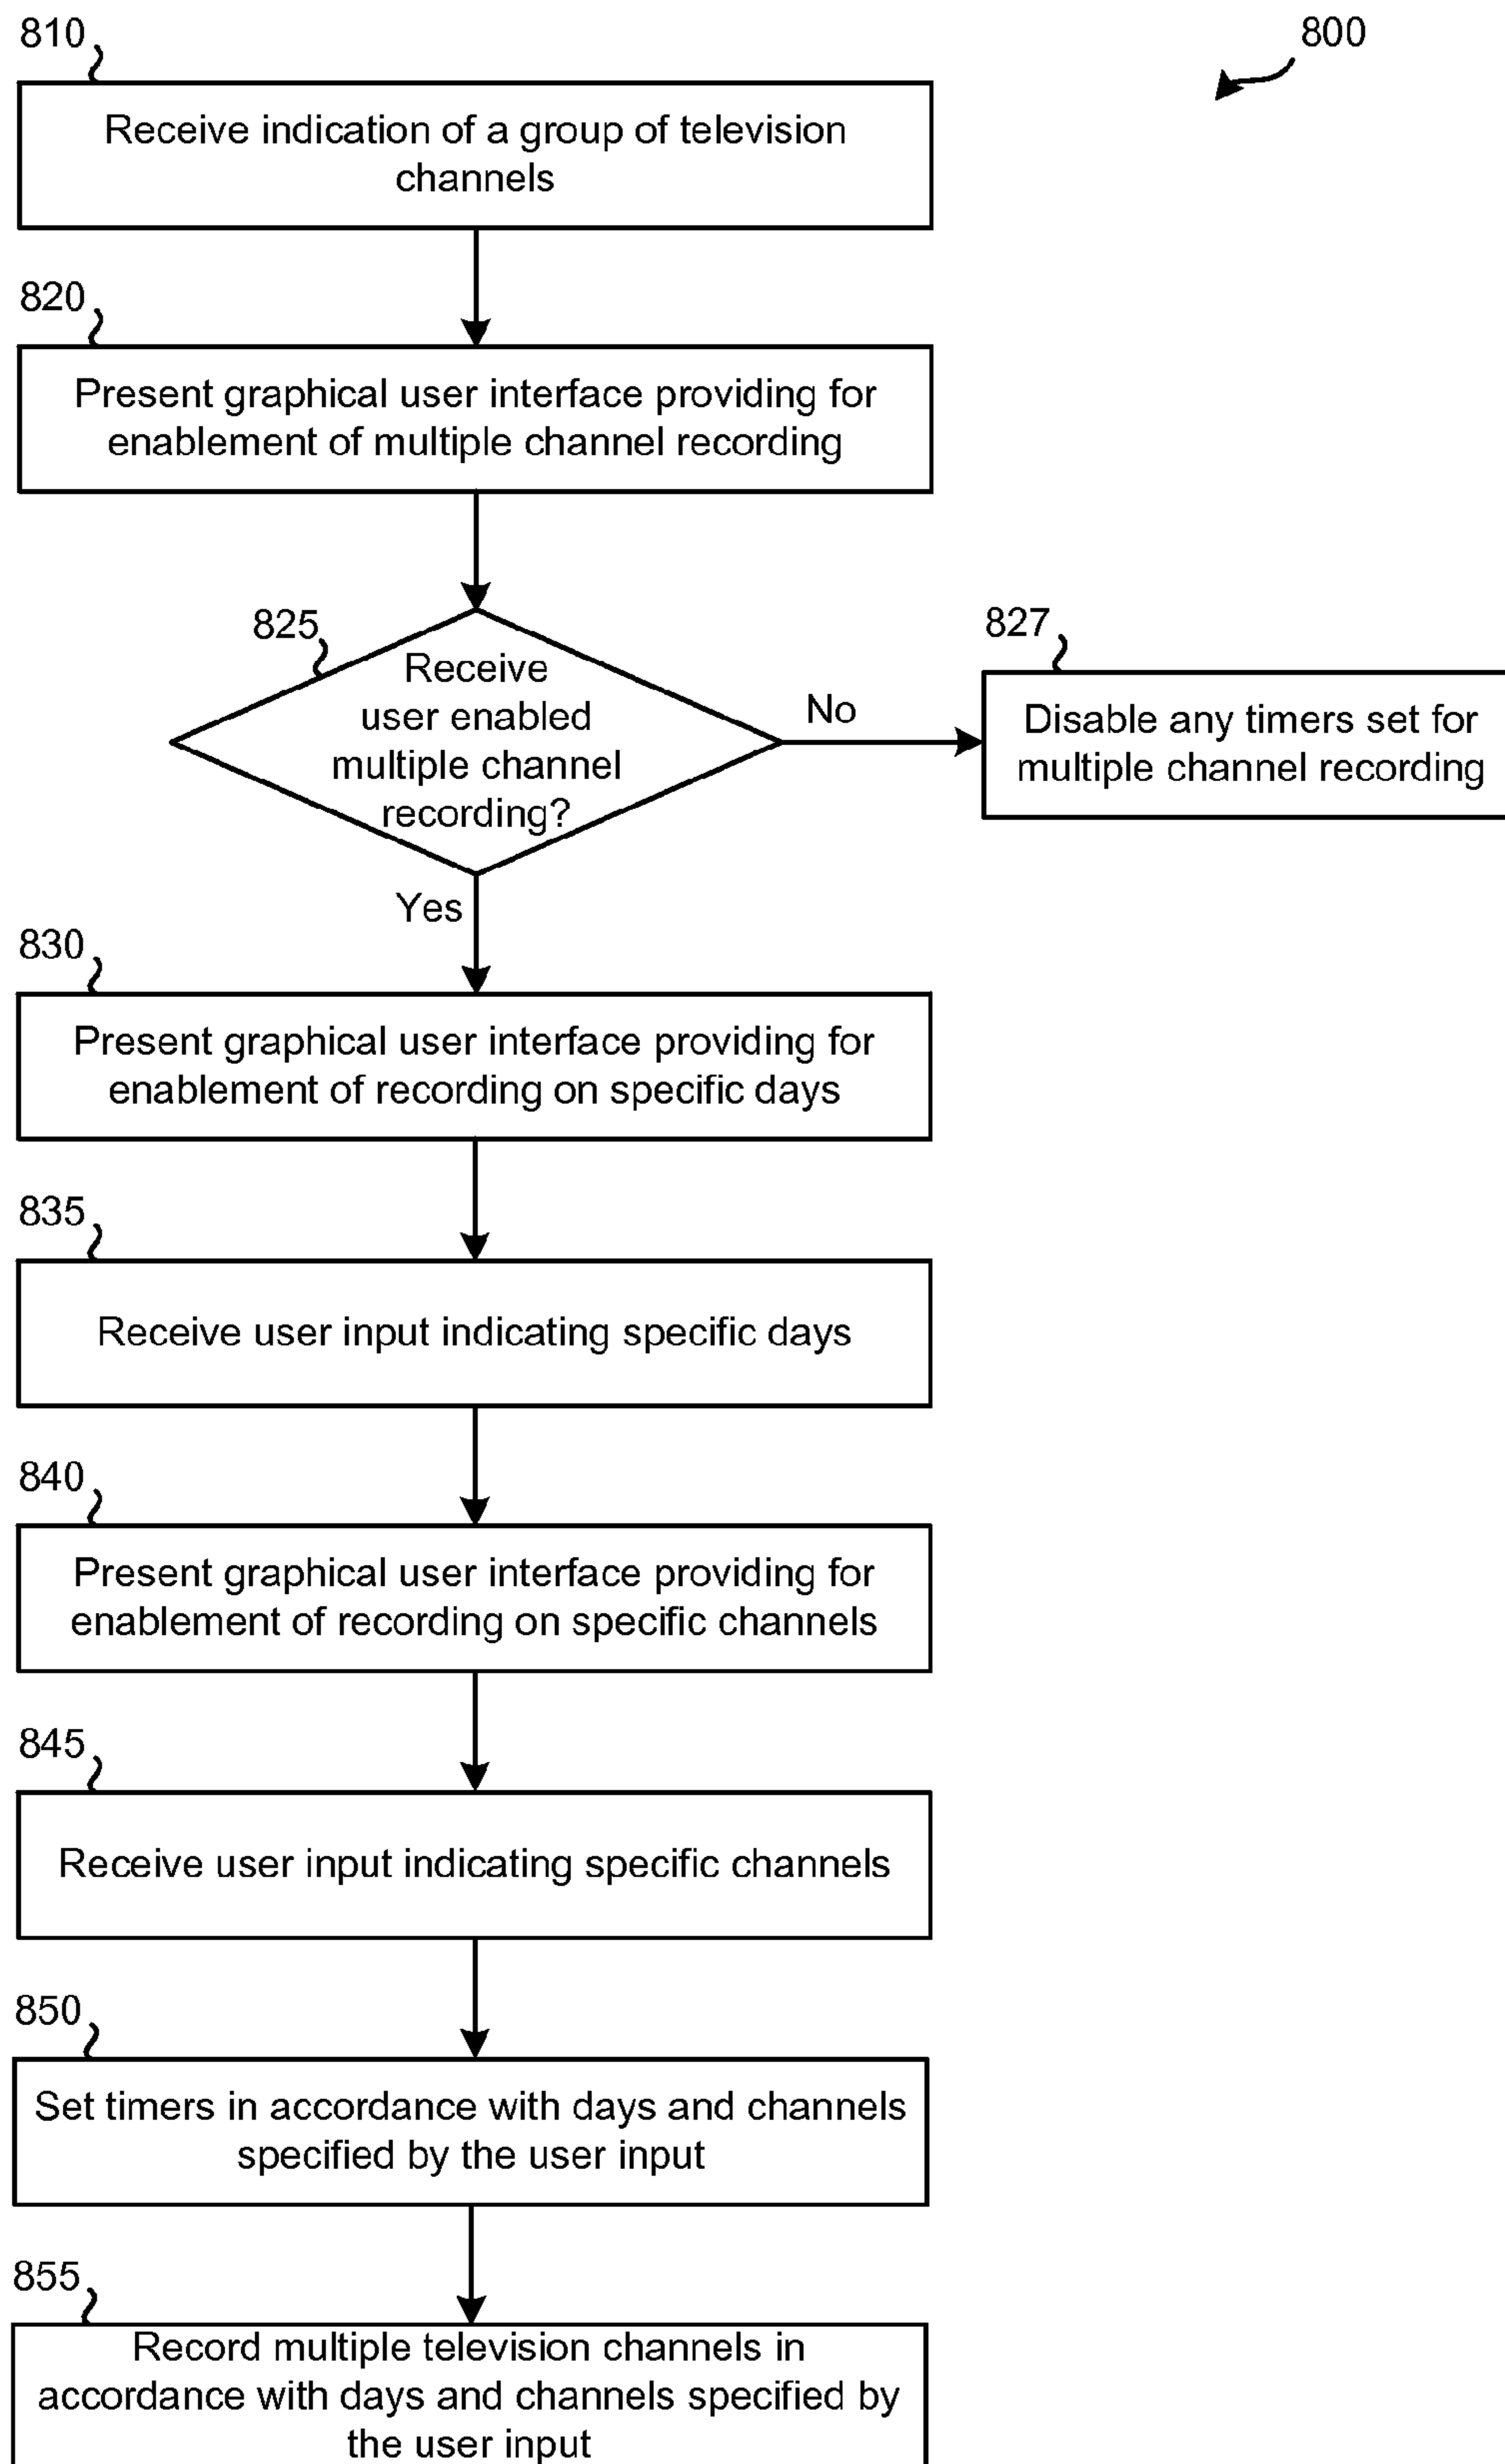 810
800
Receive indication of a group of television
channels
820
Present graphical user interface providing for
enablement of multiple channel recording
825
Receive
user enabled
multiple channel
recording?
No
827
Disable any timers set for
multiple channel recording
Yes
830
Present graphical user interface providing for
enablement of recording on specific days
835
Receive user input indicating specific days
840
Present graphical user interface providing for
enablement of recording on specific channels
845
Receive user input indicating specific channels
850
Set timers in accordance with days and channels
specified by the user input
855
Record multiple television channels in
accordance with days and channels specified by
the user input